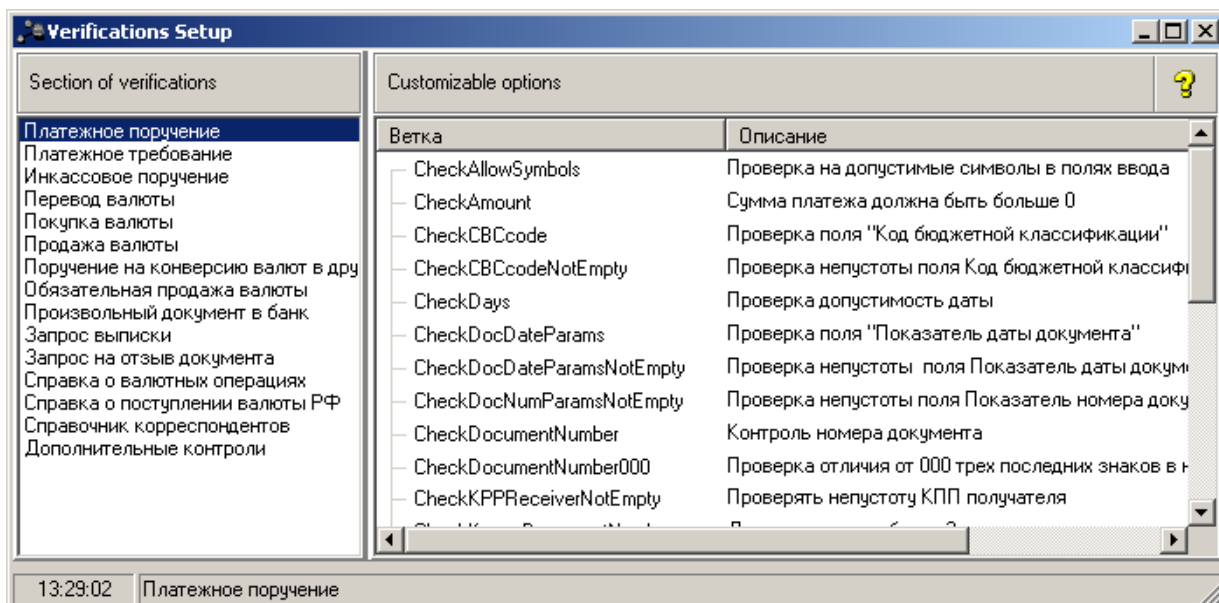 Verifications Setup
Section of verifications
Customizable options
Платежное поручение
Платежное требование
Инкассовое поручение
Перевод валюты
Покупка валюты
Продажа валюты
Поручение на конверсию валют в дру
Обязательная продажа валюты
Произвольный документ в банк
Запрос выписки
Запрос на отзыв документа
Справка о валютных операциях
Справка о поступлении валюты РФ
Справочник корреспондентов
Дополнительные контроли
Ветка Описание
CheckAllowSymbols Проверка на допустимые символы в полях ввода
CheckAmount Сумма платежа должна быть больше 0
CheckCBCcode Проверка поля "Код бюджетной классификации"
CheckCBCcodeNotEmpty Проверка непустоты поля Код бюджетной классифи
CheckDays Проверка допустимость даты
CheckDocDateParams Проверка поля "Показатель даты документа"
CheckDocDateParamsNotEmpty Проверка непустоты поля Показатель даты докум
CheckDocNumParamsNotEmpty Проверка непустоты поля Показатель номера доку
CheckDocumentNumber Контроль номера документа
CheckDocumentNumber000 Проверка отличия от 000 трех последних знаков в н
CheckKPPReceiverNotEmpty Проверять непустоту КПП получателя
13:29:02 Платежное поручение